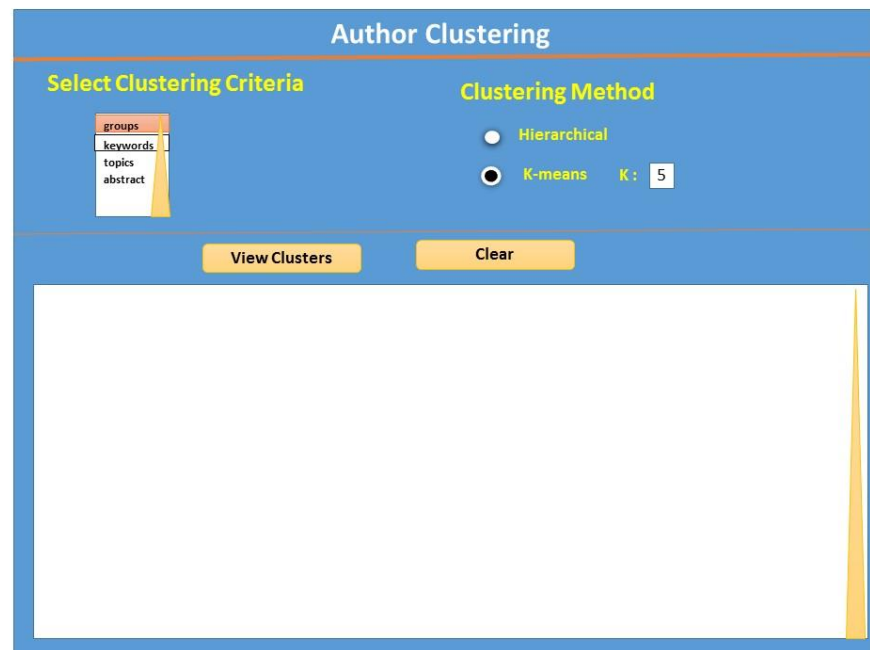 Author Clustering
Select Clustering Criteria
groups
keywords
topics
abstract
Clustering Method
Hierarchical
K-means K : 5
View Clusters
Clear